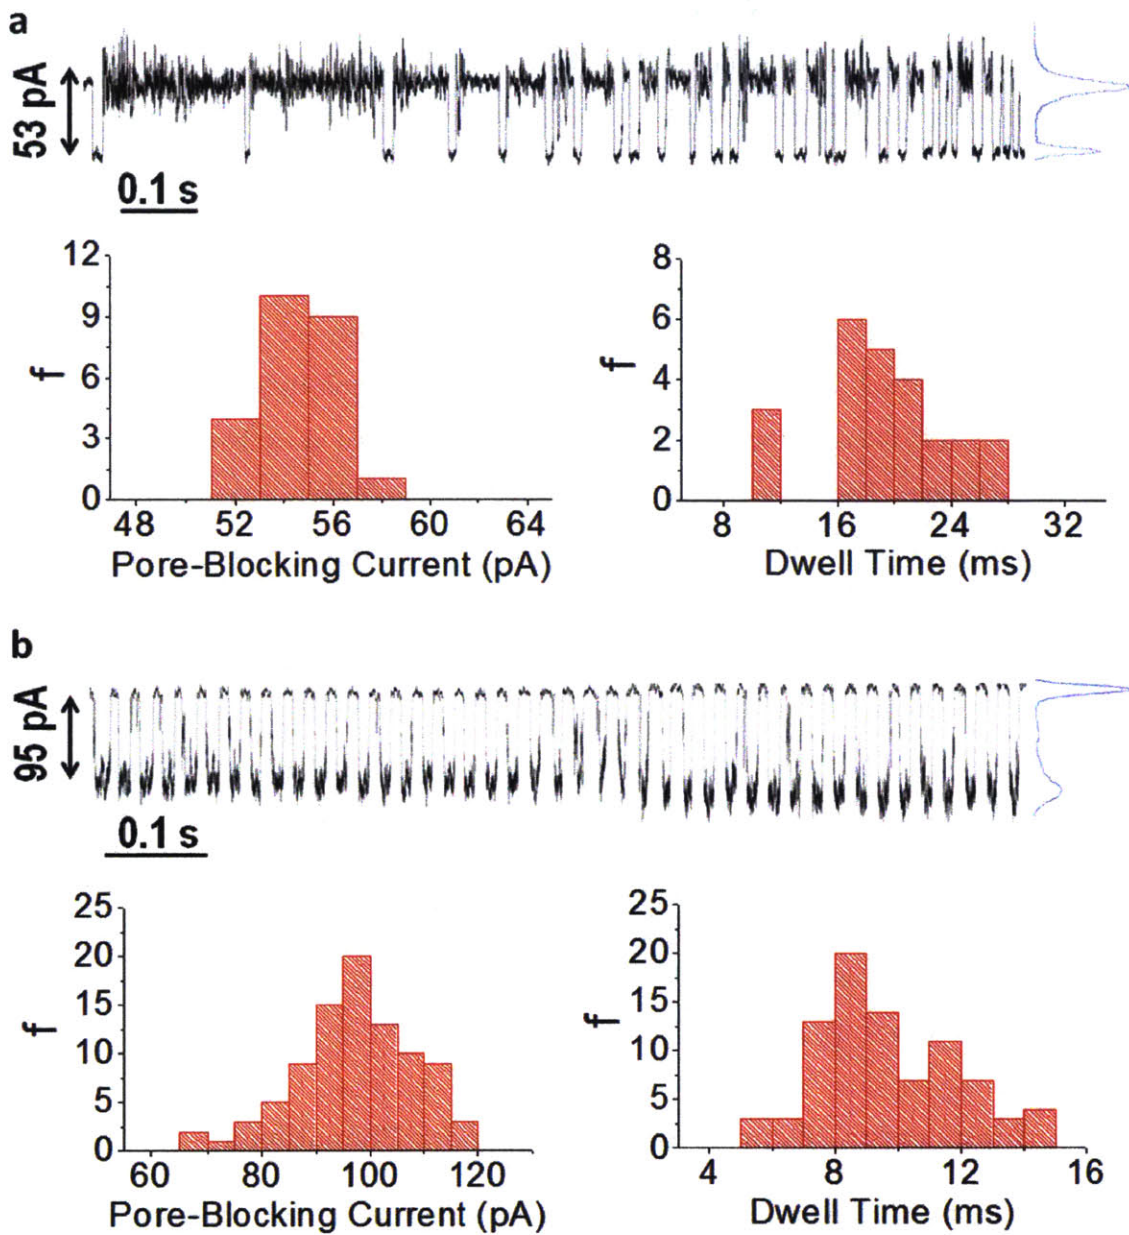 a
53 pA
0.1 s
12
9
6
3
0
f
48 52 56 60 64
Pore-Blocking Current (pA)
8
6
4
2
0
f
8 16 24 32
Dwell Time (ms)
b
95 pA
0.1 s
25
20
15
10
5
0
f
60 80 100 120
Pore-Blocking Current (pA)
25
20
15
10
5
0
f
4 8 12 16
Dwell Time (ms)